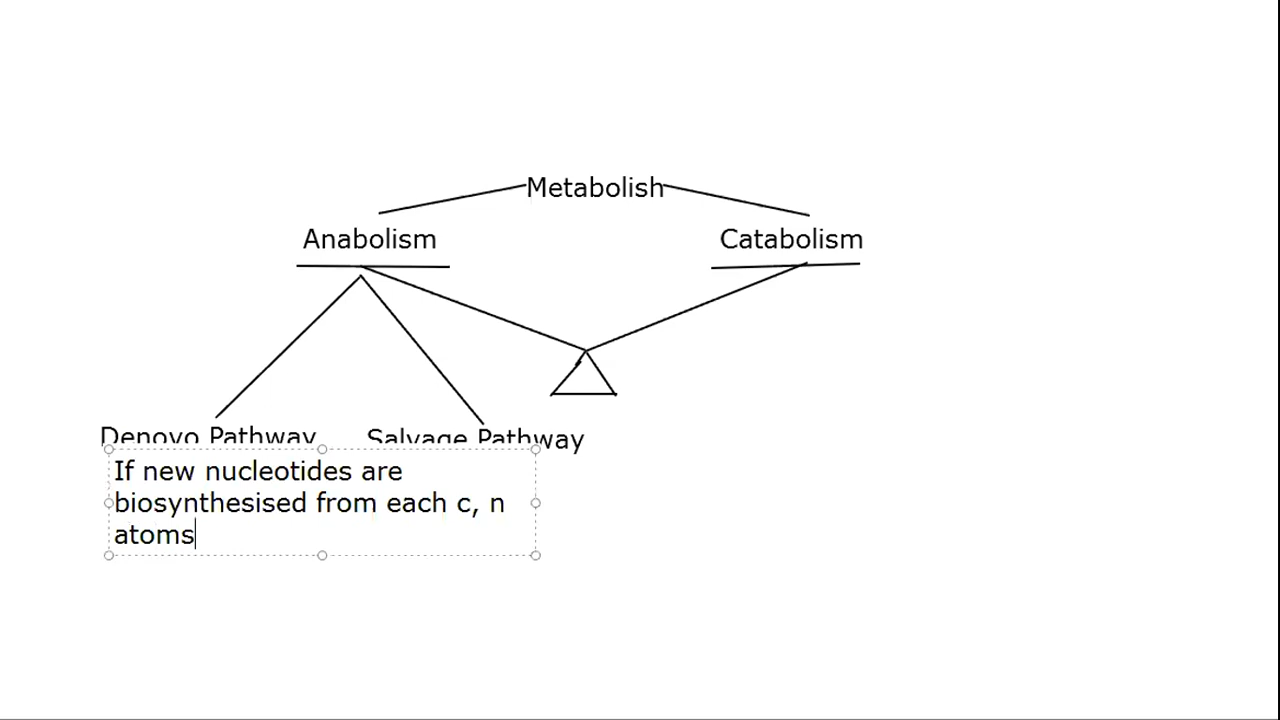 Metabolish
Anabolism Catabolism
Denovo Pathway Salvage Pathway
If new nucleotides are
biosynthesised from each c, n
atoms